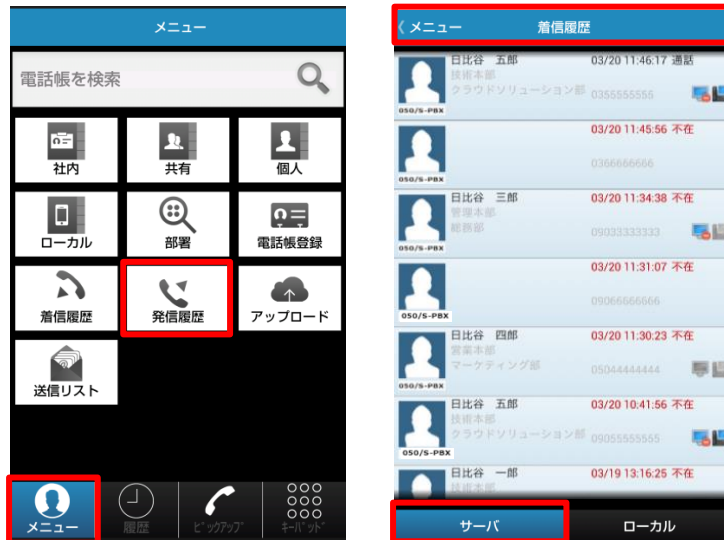 メニュー
電話帳を検索
社内
共有
個人
ローカル
部署
電話帳登録
着信履歴
発信履歴
アップロード
送信リスト
メニュー
履歴
ピックアップ
キーパッド
メニュー 着信履歴
日比谷 五郎 03/20 11:46:17 通話
技術本部
クラウドソリューション部 0355555555
050/S-PBX
03/20 11:45:56 不在
0366666666
050/S-PBX
日比谷 三郎 03/20 11:34:38 不在
管理本部
総務部 09033333333
050/S-PBX
03/20 11:31:07 不在
09066666666
050/S-PBX
日比谷 四郎 03/20 11:30:23 不在
営業本部
マーケティング部 05044444444
050/S-PBX
日比谷 五郎 03/20 10:41:56 不在
技術本部
クラウドソリューション部 09055555555
050/S-PBX
日比谷 一郎 03/19 13:16:25 不在
技術本部
サーバ
ローカル